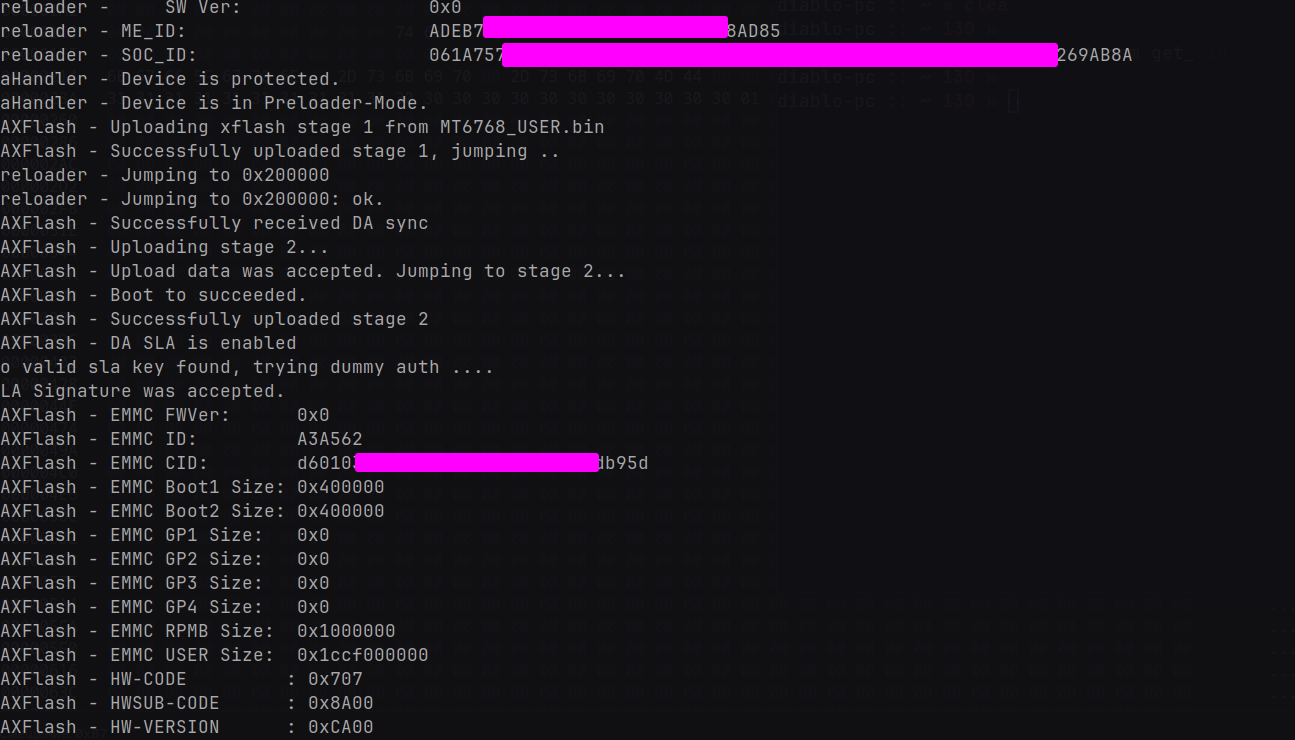 reloader -     SW Ver:                 0x0
reloader - ME_ID:                      ADEB7 8AD85
reloader - SOC_ID:                     061A757 269AB8A
aHandler - Device is protected.
aHandler - Device is in Preloader-Mode.
AXFlash - Uploading xflash stage 1 from MT6768_USER.bin
AXFlash - Successfully uploaded stage 1, jumping ..
reloader - Jumping to 0x200000
reloader - Jumping to 0x200000: ok.
AXFlash - Successfully received DA sync
AXFlash - Uploading stage 2...
AXFlash - Upload data was accepted. Jumping to stage 2...
AXFlash - Boot to succeeded.
AXFlash - Successfully uploaded stage 2
AXFlash - DA SLA is enabled
o valid sla key found, trying dummy auth ....
LA Signature was accepted.
AXFlash - EMMC FWVer:      0x0
AXFlash - EMMC ID:         A3A562
AXFlash - EMMC CID:        d60103 db95d
AXFlash - EMMC Boot1 Size: 0x400000
AXFlash - EMMC Boot2 Size: 0x400000
AXFlash - EMMC GP1 Size:   0x0
AXFlash - EMMC GP2 Size:   0x0
AXFlash - EMMC GP3 Size:   0x0
AXFlash - EMMC GP4 Size:   0x0
AXFlash - EMMC RPMB Size:  0x1000000
AXFlash - EMMC USER Size:  0x1ccf000000
AXFlash - HW-CODE         : 0x707
AXFlash - HWSUB-CODE      : 0x8A00
AXFlash - HW-VERSION      : 0xCA00